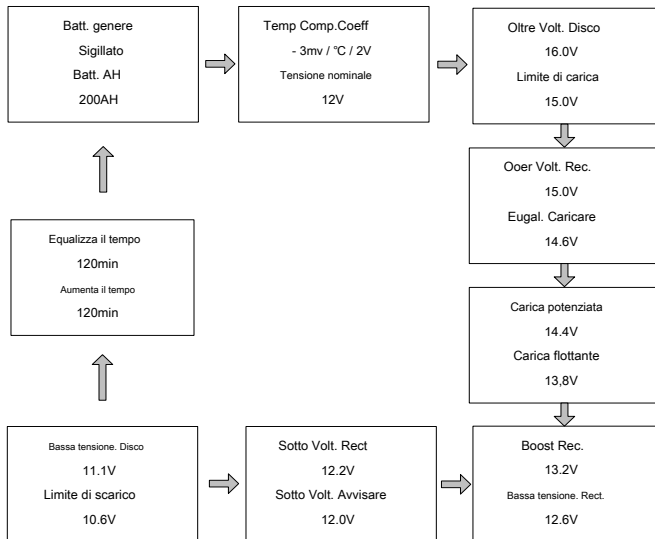 Batt. genere
Sigillato
Batt. AH
200AH
Temp Comp.Coeff
- 3mv / °C / 2V
Tensione nominale
12V
Oltre Volt. Disco
16.0V
Limite di carica
15.0V
Ooer Volt. Rec.
15.0V
Eugal. Caricare
14.6V
Carica potenziata
14.4V
Carica flottante
13,8V
Boost Rec.
13.2V
Bassa tensione. Rect.
12.6V
Sotto Volt. Rect
12.2V
Sotto Volt. Avvisare
12.0V
Bassa tensione. Disco
11.1V
Limite di scarico
10.6V
Equalizza il tempo
120min
Aumenta il tempo
120min